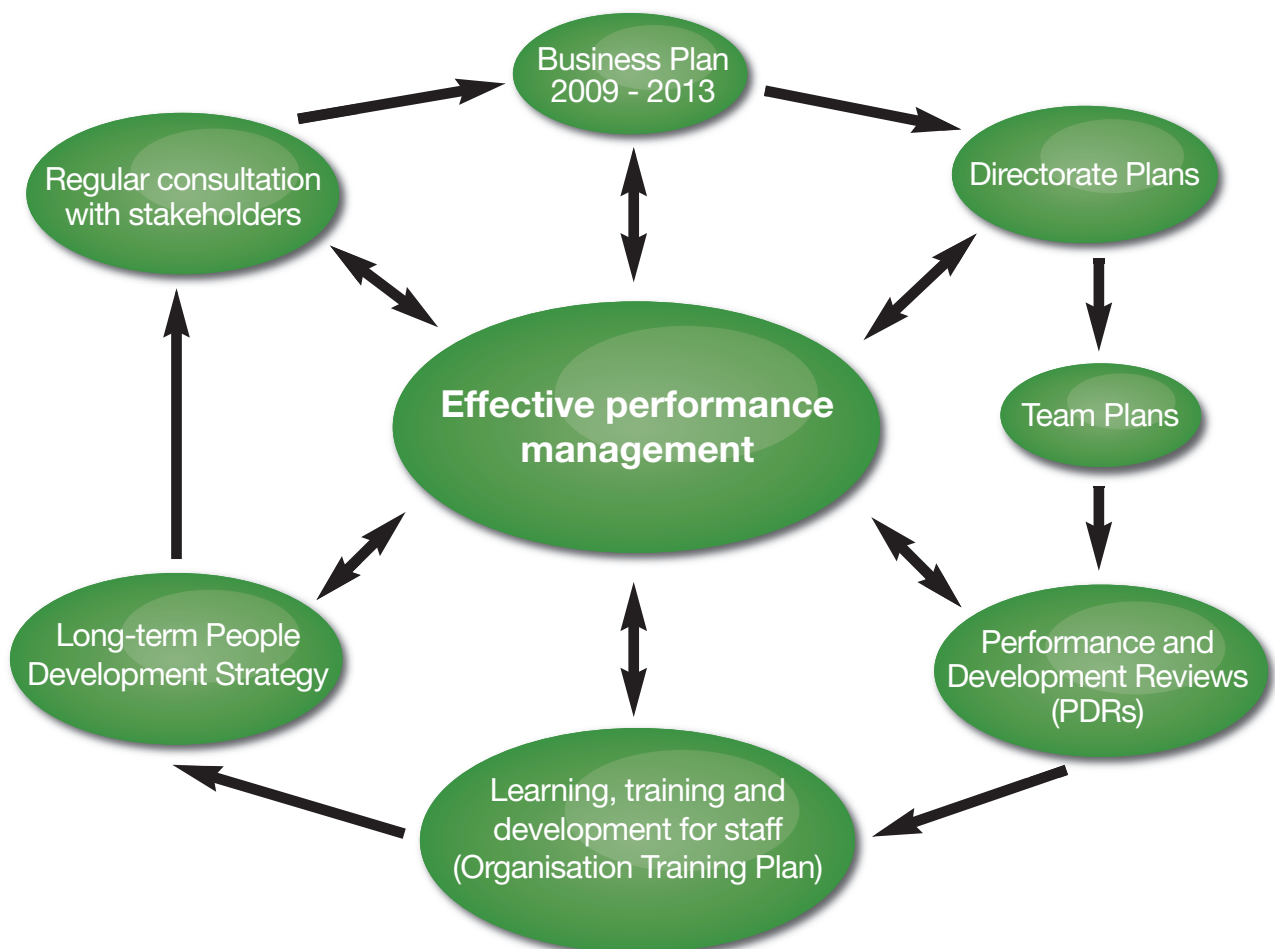 Business Plan
2009 - 2013
Regular consultation
with stakeholders
Directorate Plans
Effective performance
management
Team Plans
Long-term People
Development Strategy
Performance and
Development Reviews
(PDRs)
Learning, training and
development for staff
(Organisation Training Plan)